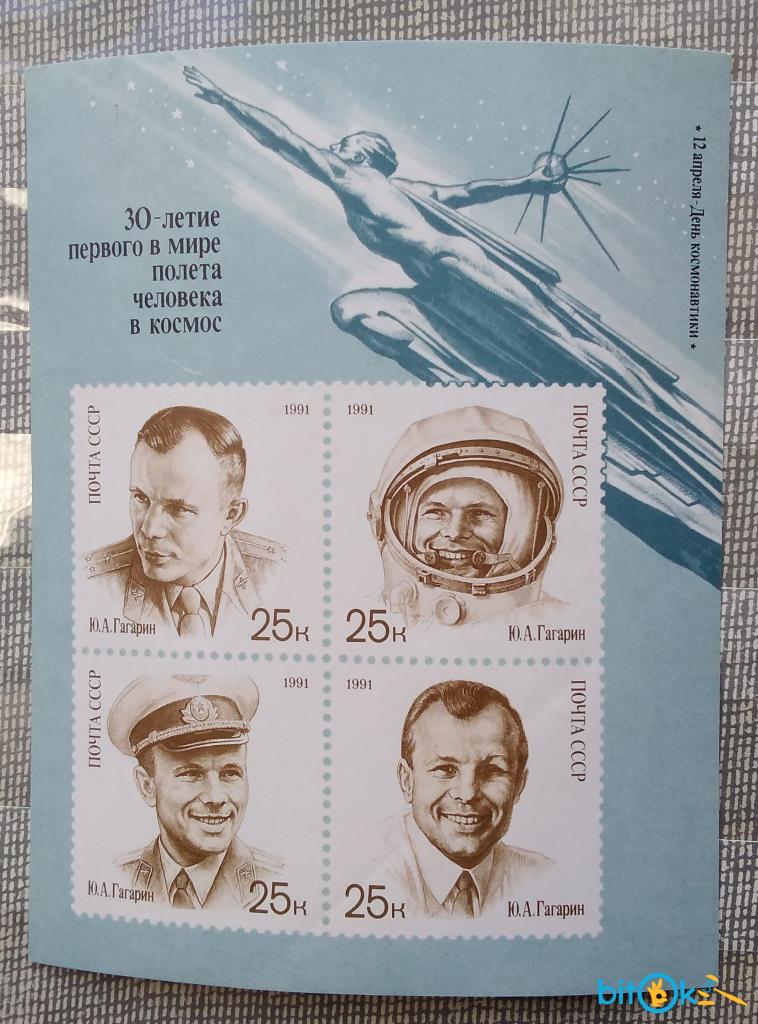 * 12 апреля - День космонавтики *
30-летие
первого в мире
полета
человека
в космос
ПОЧТА СССР
1991
Ю.А.Гагарин
25к
1991
ПОЧТА СССР
25к
Ю.А.Гагарин
ПОЧТА СССР
1991
Ю.А.Гагарин
25к
1991
ПОЧТА СССР
25к
Ю.А.Гагарин